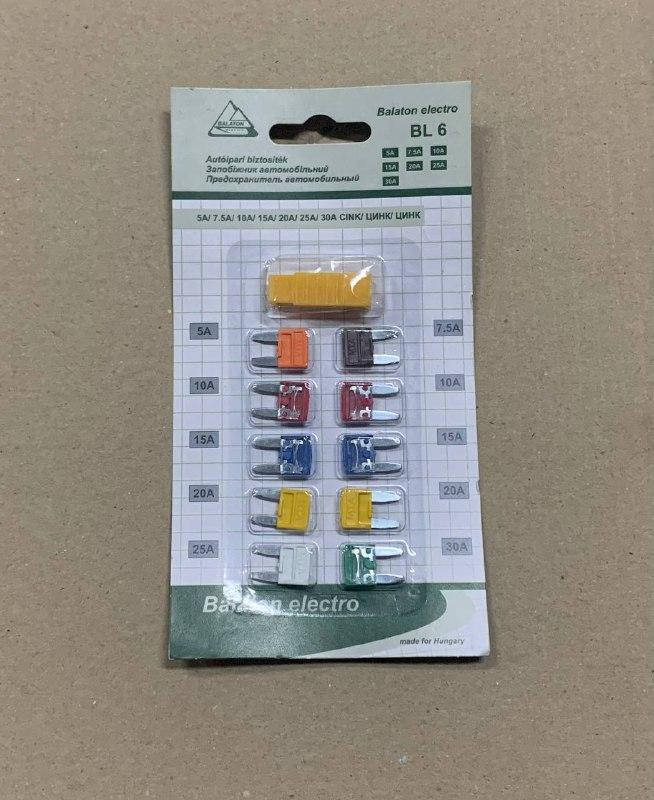 BALATON
Balaton electro
BL 6
5A 7.5A 10A
15A 20A 25A
30A
Autóipari biztosíték
Запобіжник автомобільний
Предохранитель автомобильный
5A/ 7.5A/ 10A/ 15A/ 20A/ 25A/ 30A CINK/ ЦИНК/ ЦИНК
5A 7.5A
10A 10A
15A 15A
20A 20A
25A 30A
Balaton electro
made for Hungary